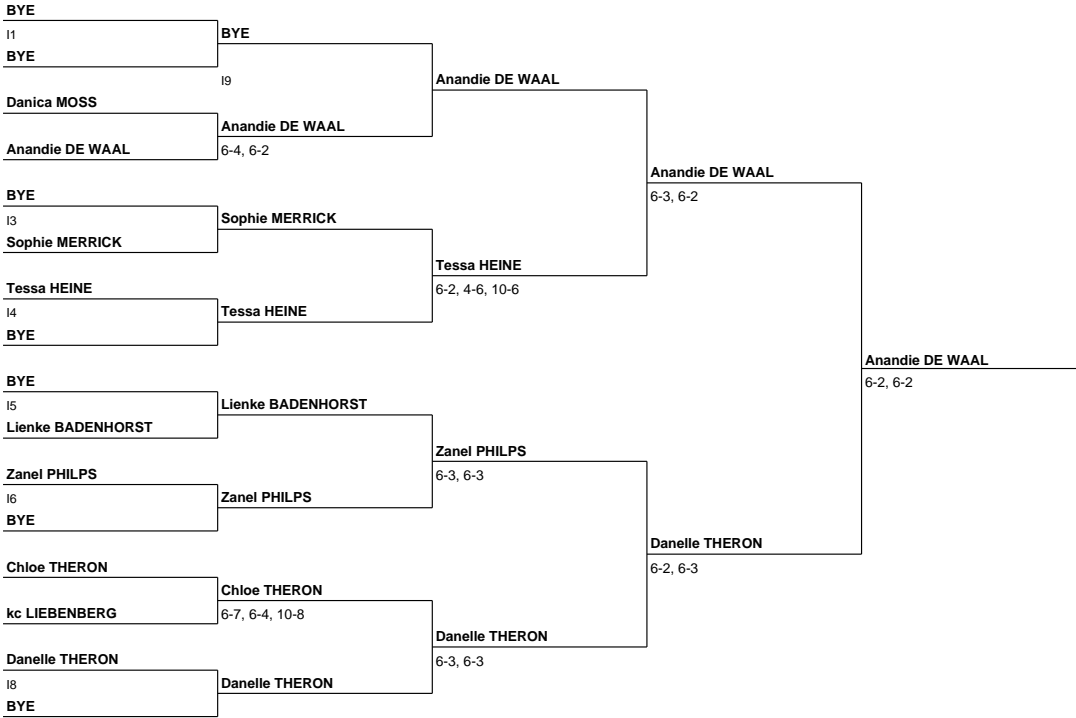 BYE
I1
BYE
BYE
I9
Anandie DE WAAL
Danica MOSS
Anandie DE WAAL
Anandie DE WAAL
6-4, 6-2
Anandie DE WAAL
6-3, 6-2
BYE
I3
Sophie MERRICK
Sophie MERRICK
Tessa HEINE
6-2, 4-6, 10-6
Tessa HEINE
I4
BYE
Tessa HEINE
Anandie DE WAAL
6-2, 6-2
BYE
I5
Lienke BADENHORST
Lienke BADENHORST
Zanel PHILPS
6-3, 6-3
Zanel PHILPS
I6
BYE
Zanel PHILPS
Danelle THERON
6-2, 6-3
Chloe THERON
kc LIEBENBERG
Chloe THERON
6-7, 6-4, 10-8
Danelle THERON
6-3, 6-3
Danelle THERON
I8
BYE
Danelle THERON